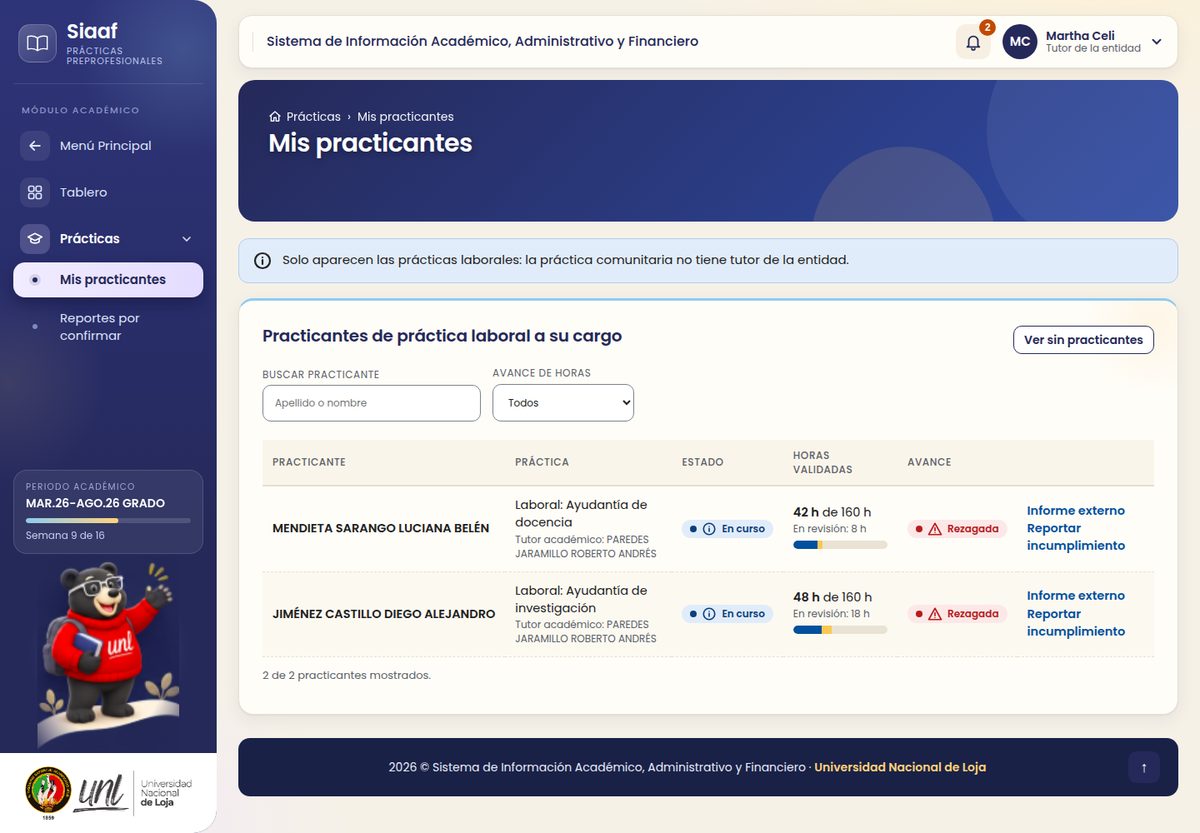 Siaaf
PRÁCTICAS
PREPROFESIONALES
MÓDULO ACADÉMICO
Menú Principal
Tablero
Prácticas
Mis practicantes
Reportes por
confirmar
PERIODO ACADÉMICO
MAR.26-AGO.26 GRADO
Semana 9 de 16
unl
1859
unl
Universidad
Nacional
de Loja
Sistema de Información Académico, Administrativo y Financiero
2
MC
Martha Celi
Tutor de la entidad
Prácticas › Mis practicantes
Mis practicantes
Solo aparecen las prácticas laborales: la práctica comunitaria no tiene tutor de la entidad.
Practicantes de práctica laboral a su cargo
Ver sin practicantes
BUSCAR PRACTICANTE
AVANCE DE HORAS
Apellido o nombre
Todos
PRACTICANTE
PRÁCTICA
ESTADO
HORAS
VALIDADAS
AVANCE
MENDIETA SARANGO LUCIANA BELÉN
Laboral: Ayudantía de
docencia
Tutor académico: PAREDES
JARAMILLO ROBERTO ANDRÉS
En curso
42 h de 160 h
En revisión: 8 h
Rezagada
Informe externo
Reportar
incumplimiento
JIMÉNEZ CASTILLO DIEGO ALEJANDRO
Laboral: Ayudantía de
investigación
Tutor académico: PAREDES
JARAMILLO ROBERTO ANDRÉS
En curso
48 h de 160 h
En revisión: 18 h
Rezagada
Informe externo
Reportar
incumplimiento
2 de 2 practicantes mostrados.
2026 © Sistema de Información Académico, Administrativo y Financiero · Universidad Nacional de Loja
↑